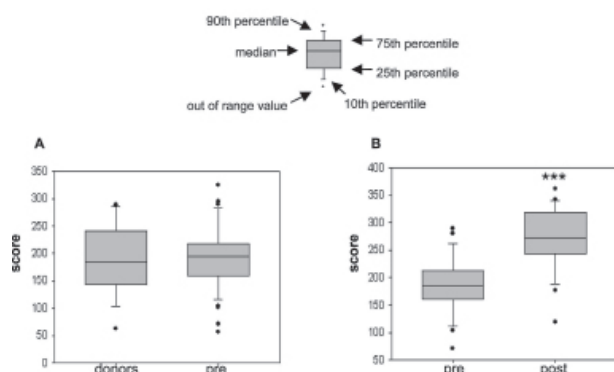 90th percentile
median
75th percentile
25th percentile
out of range value
10th percentile
A
350
300
250
200
150
100
50
0
score
donors
pre
B
400
350
300
250
200
150
100
50
score
***
pre
post